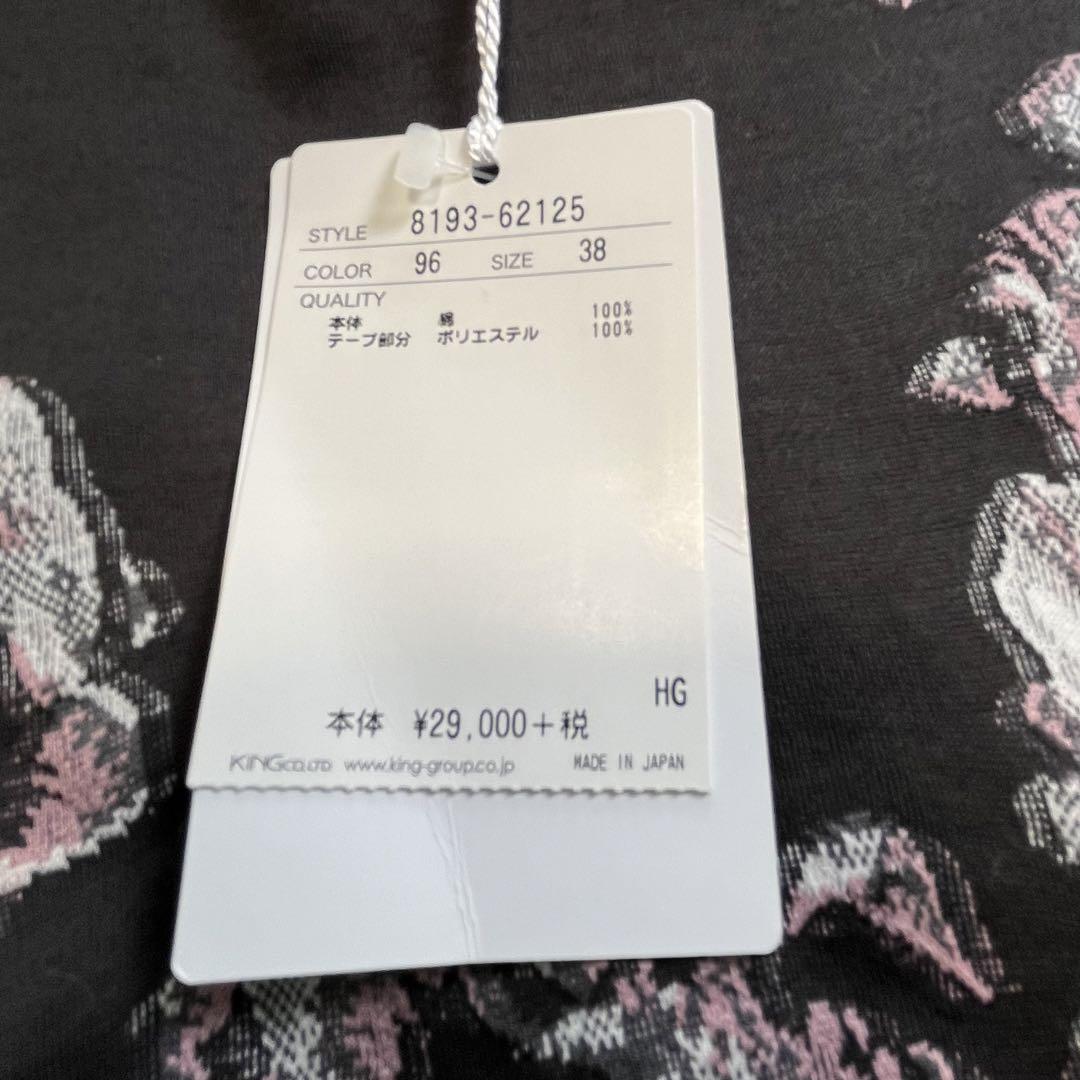 STYLE 8193-62125
COLOR 96 SIZE 38
QUALITY
本体 綿 100%
テープ部分 ポリエステル 100%
HG
本体 ¥29,000+税
KING CO.,LTD www.king-group.co.jp MADE IN JAPAN